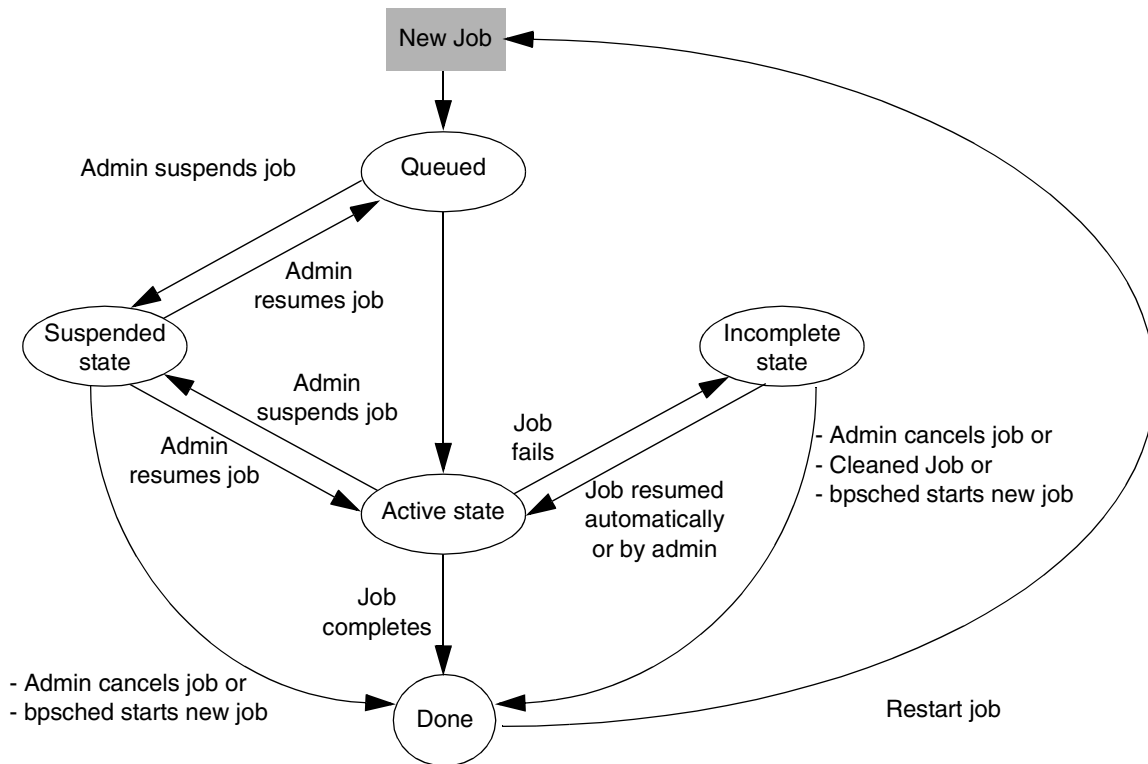 New Job
Queued
Admin suspends job
Admin
resumes job
Suspended
state
Incomplete
state
Admin
suspends job
Admin
resumes job
Job
fails
- Admin cancels job or
- Cleaned Job or
- bpsched starts new job
Active state
Job resumed
automatically
or by admin
Job
completes
- Admin cancels job or
- bpsched starts new job
Done
Restart job